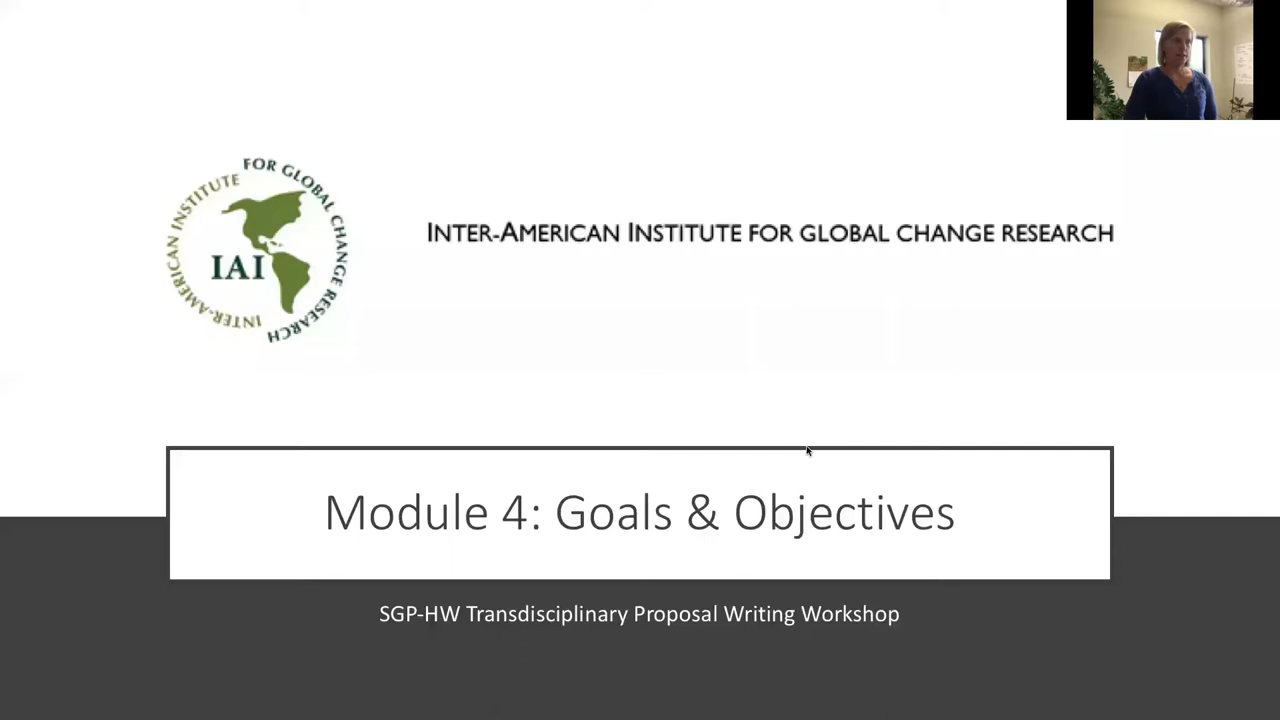 INTER-AMERICAN INSTITUTE FOR GLOBAL CHANGE RESEARCH
IAI
INTER-AMERICAN INSTITUTE FOR GLOBAL CHANGE RESEARCH
Module 4: Goals & Objectives
SGP-HW Transdisciplinary Proposal Writing Workshop